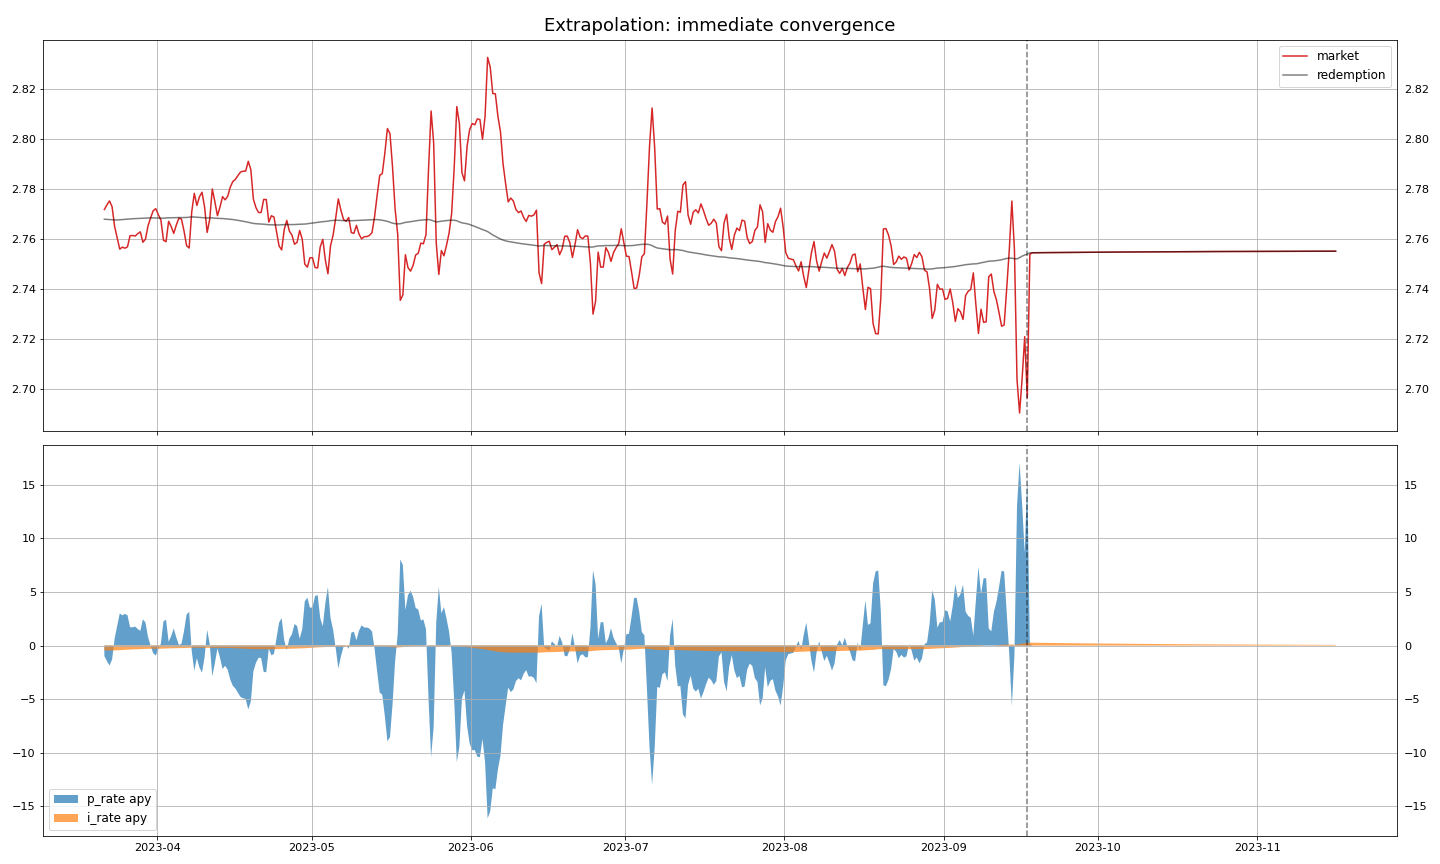 Extrapolation: immediate convergence
market
redemption
2.82 2.82
2.80 2.80
2.78 2.78
2.76 2.76
2.74 2.74
2.72 2.72
2.70 2.70
15 15
10 10
5 5
0 0
−5 −5
−10 −10
−15 −15
p_rate apy
i_rate apy
2023-04 2023-05 2023-06 2023-07 2023-08 2023-09 2023-10 2023-11